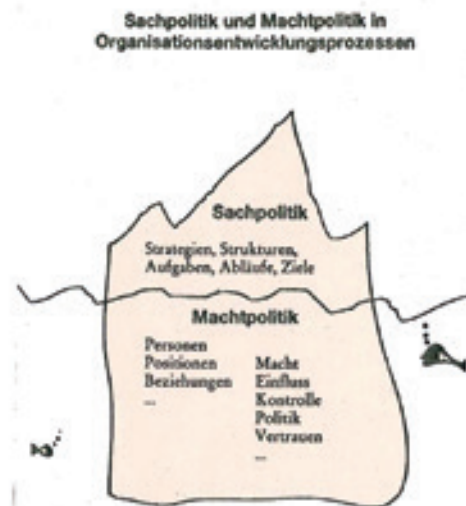 Sachpolitik und Machtpolitik in
Organisationsentwicklungsprozessen
Sachpolitik
Strategien, Strukturen,
Aufgaben, Abläufe, Ziele
Machtpolitik
Personen
Positionen
Beziehungen
...
Macht
Einfluss
Kontrolle
Politik
Vertrauen
...